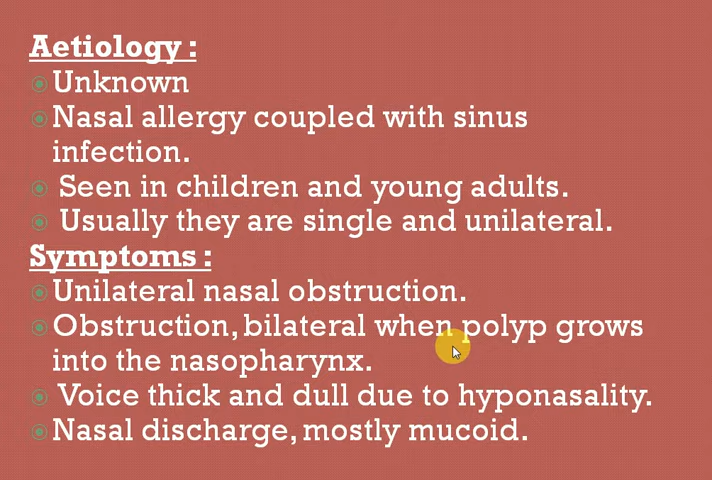 Aetiology :
Unknown
Nasal allergy coupled with sinus
infection.
Seen in children and young adults.
Usually they are single and unilateral.
Symptoms :
Unilateral nasal obstruction.
Obstruction, bilateral when polyp grows
into the nasopharynx.
Voice thick and dull due to hyponasality.
Nasal discharge, mostly mucoid.